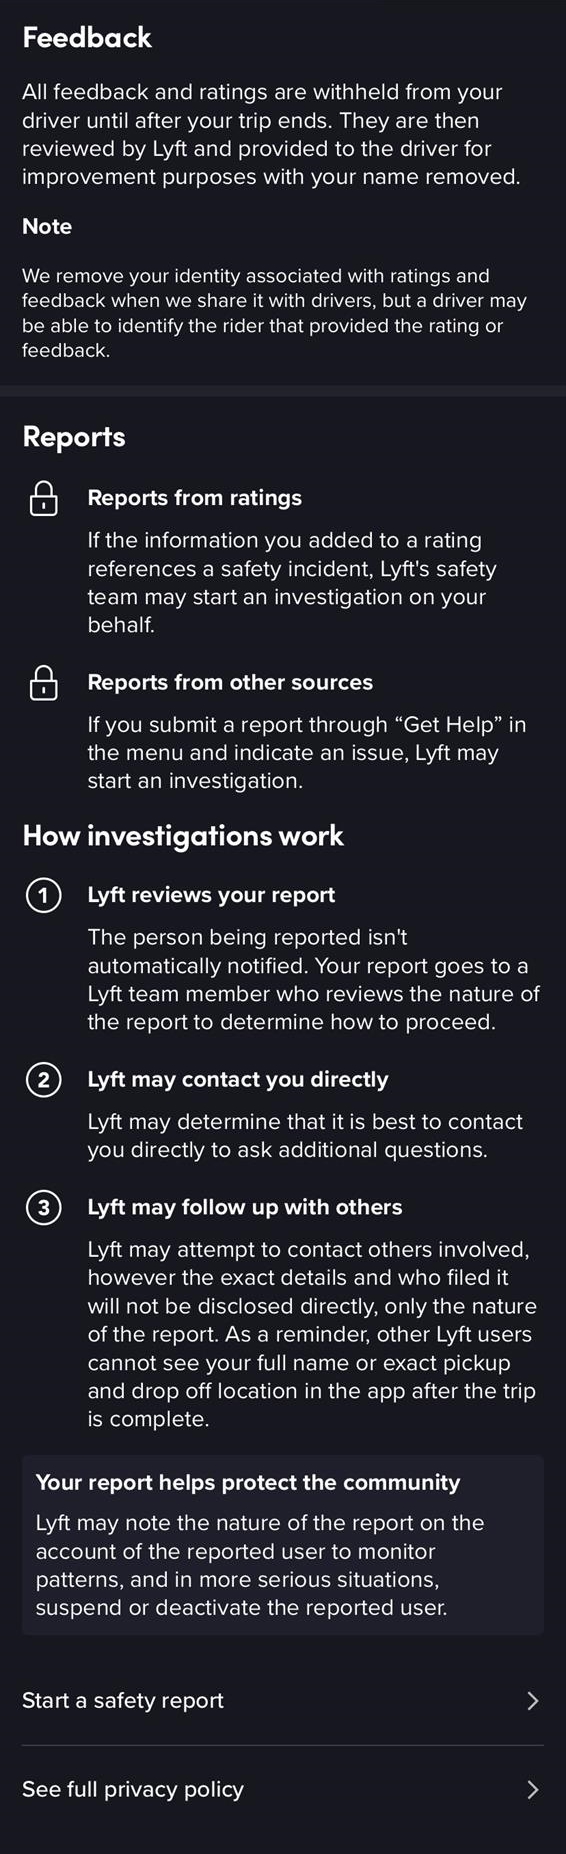 Feedback
All feedback and ratings are withheld from your
driver until after your trip ends. They are then
reviewed by Lyft and provided to the driver for
improvement purposes with your name removed.
Note
We remove your identity associated with ratings and
feedback when we share it with drivers, but a driver may
be able to identify the rider that provided the rating or
feedback.
Reports
Reports from ratings
If the information you added to a rating
references a safety incident, Lyft's safety
team may start an investigation on your
behalf.
Reports from other sources
If you submit a report through “Get Help” in
the menu and indicate an issue, Lyft may
start an investigation.
How investigations work
1 Lyft reviews your report
The person being reported isn't
automatically notified. Your report goes to a
Lyft team member who reviews the nature of
the report to determine how to proceed.
2 Lyft may contact you directly
Lyft may determine that it is best to contact
you directly to ask additional questions.
3 Lyft may follow up with others
Lyft may attempt to contact others involved,
however the exact details and who filed it
will not be disclosed directly, only the nature
of the report. As a reminder, other Lyft users
cannot see your full name or exact pickup
and drop off location in the app after the trip
is complete.
Your report helps protect the community
Lyft may note the nature of the report on the
account of the reported user to monitor
patterns, and in more serious situations,
suspend or deactivate the reported user.
Start a safety report
See full privacy policy